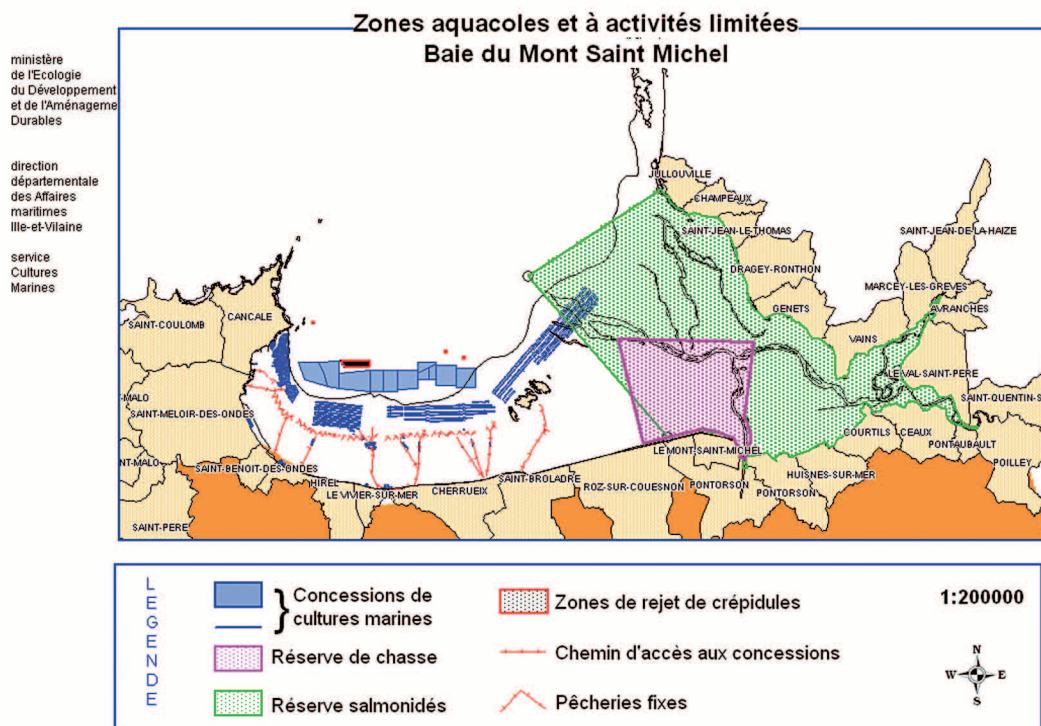 Zones aquacoles et à activités limitées
Baie du Mont Saint Michel
ministère
de l'Ecologie
du Développement
et de l'Aménageme
Durables
direction
départementale
des Affaires
maritimes
Ille-et-Vilaine
service
Cultures
Marines
JULLOUVILLE
CHAMPEAUX
SAINT-JEAN-LE-THOMAS
SAINT-JEAN-DE-LA-HAIZE
DRAGEY-RONTHON
MARCEY-LES-GREVES
GENETS
AVRANCHES
SAINT-COULOMB
CANCALE
VAINS
LE-VAL-SAINT-PERE
-MALO
SAINT-MELOIR-DES-ONDES
SAINT-QUENTIN-S
COURTILS
CEAUX
PONTAUBAULT
LE-MONT-SAINT-MICHEL
NT-MALO
SAINT-BENOIT-DES-ONDES
HIREL
LE VIVIER-SUR-MER
CHERRUEIX
SAINT-BROLADRE
ROZ-SUR-COUESNON
PONTORSON
PONTORSON
HUISNES-SUR-MER
POILLEY
SAINT-PERE
LEGENDE
Concessions de
cultures marines
Réserve de chasse
Réserve salmonidés
Zones de rejet de crépidules
Chemin d'accès aux concessions
Pêcheries fixes
1:200000
N
W E
S